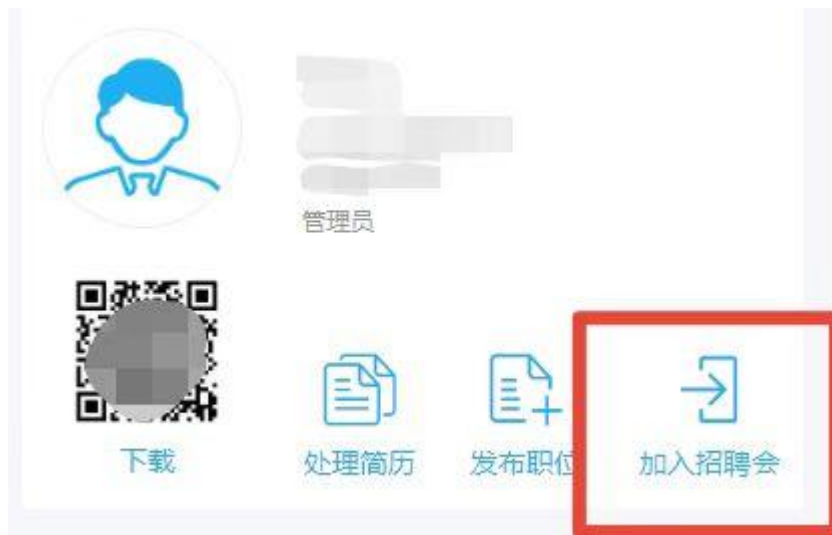 管理员
下载
处理简历
发布职位
加入招聘会